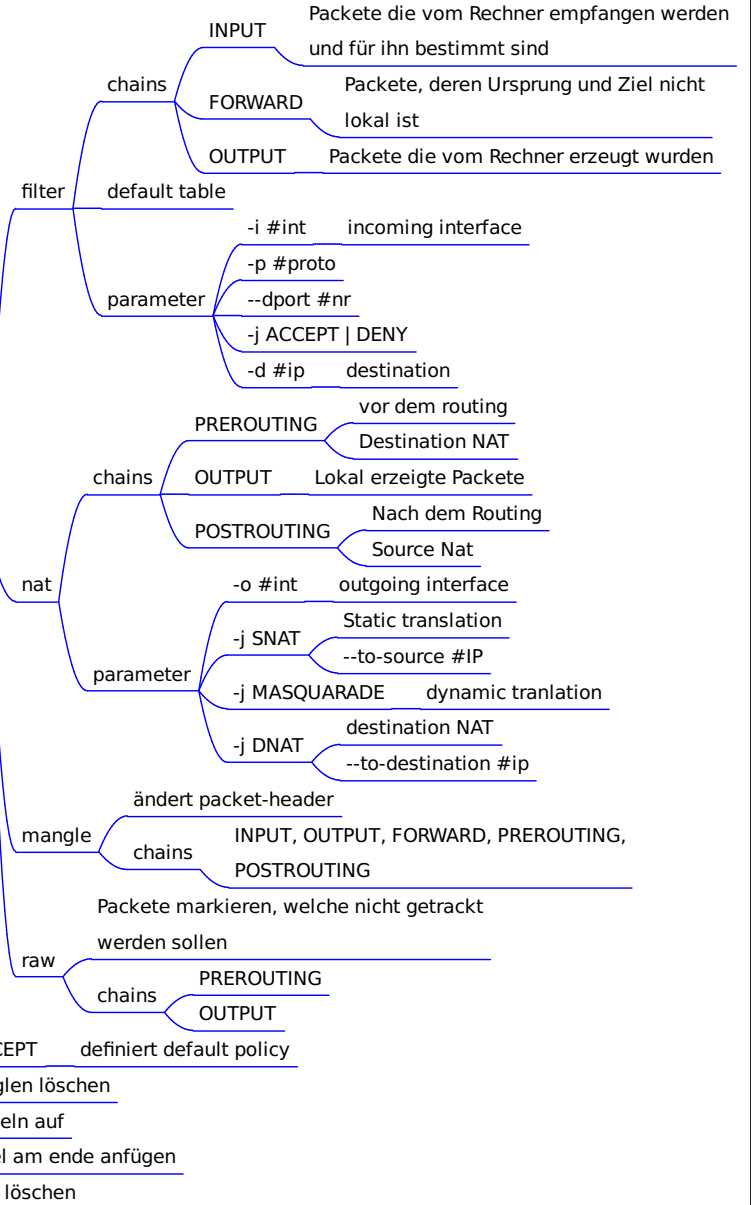 INPUT
Packete die vom Rechner empfangen werden
und für ihn bestimmt sind
chains
FORWARD
Packete, deren Ursprung und Ziel nicht
lokal ist
OUTPUT
Packete die vom Rechner erzeugt wurden
filter
default table
parameter
-i #int
incoming interface
-p #proto
--dport #nr
-j ACCEPT | DENY
-d #ip
destination
nat
chains
PREROUTING
vor dem routing
Destination NAT
OUTPUT
Lokal erzeigte Packete
POSTROUTING
Nach dem Routing
Source Nat
parameter
-o #int
outgoing interface
-j SNAT
Static translation
--to-source #IP
-j MASQUARADE
dynamic tranlation
-j DNAT
destination NAT
--to-destination #ip
mangle
ändert packet-header
chains
INPUT, OUTPUT, FORWARD, PREROUTING,
POSTROUTING
raw
Packete markieren, welche nicht getrackt
werden sollen
chains
PREROUTING
OUTPUT
CEPT
definiert default policy
löschen
auf
am ende anfügen
löschen